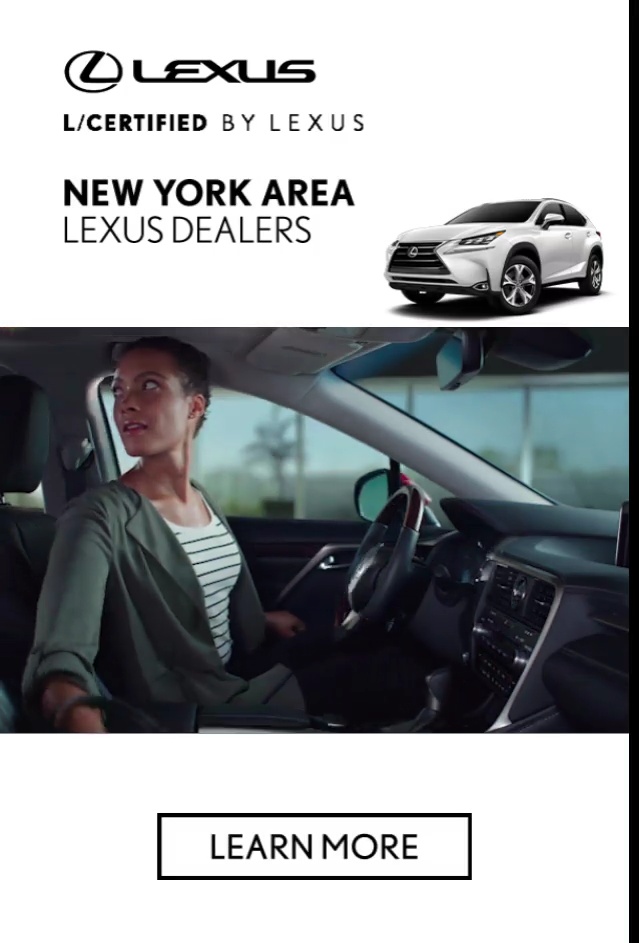 LEXUS
L/CERTIFIED BY LEXUS
NEW YORK AREA
LEXUS DEALERS
LEARN MORE